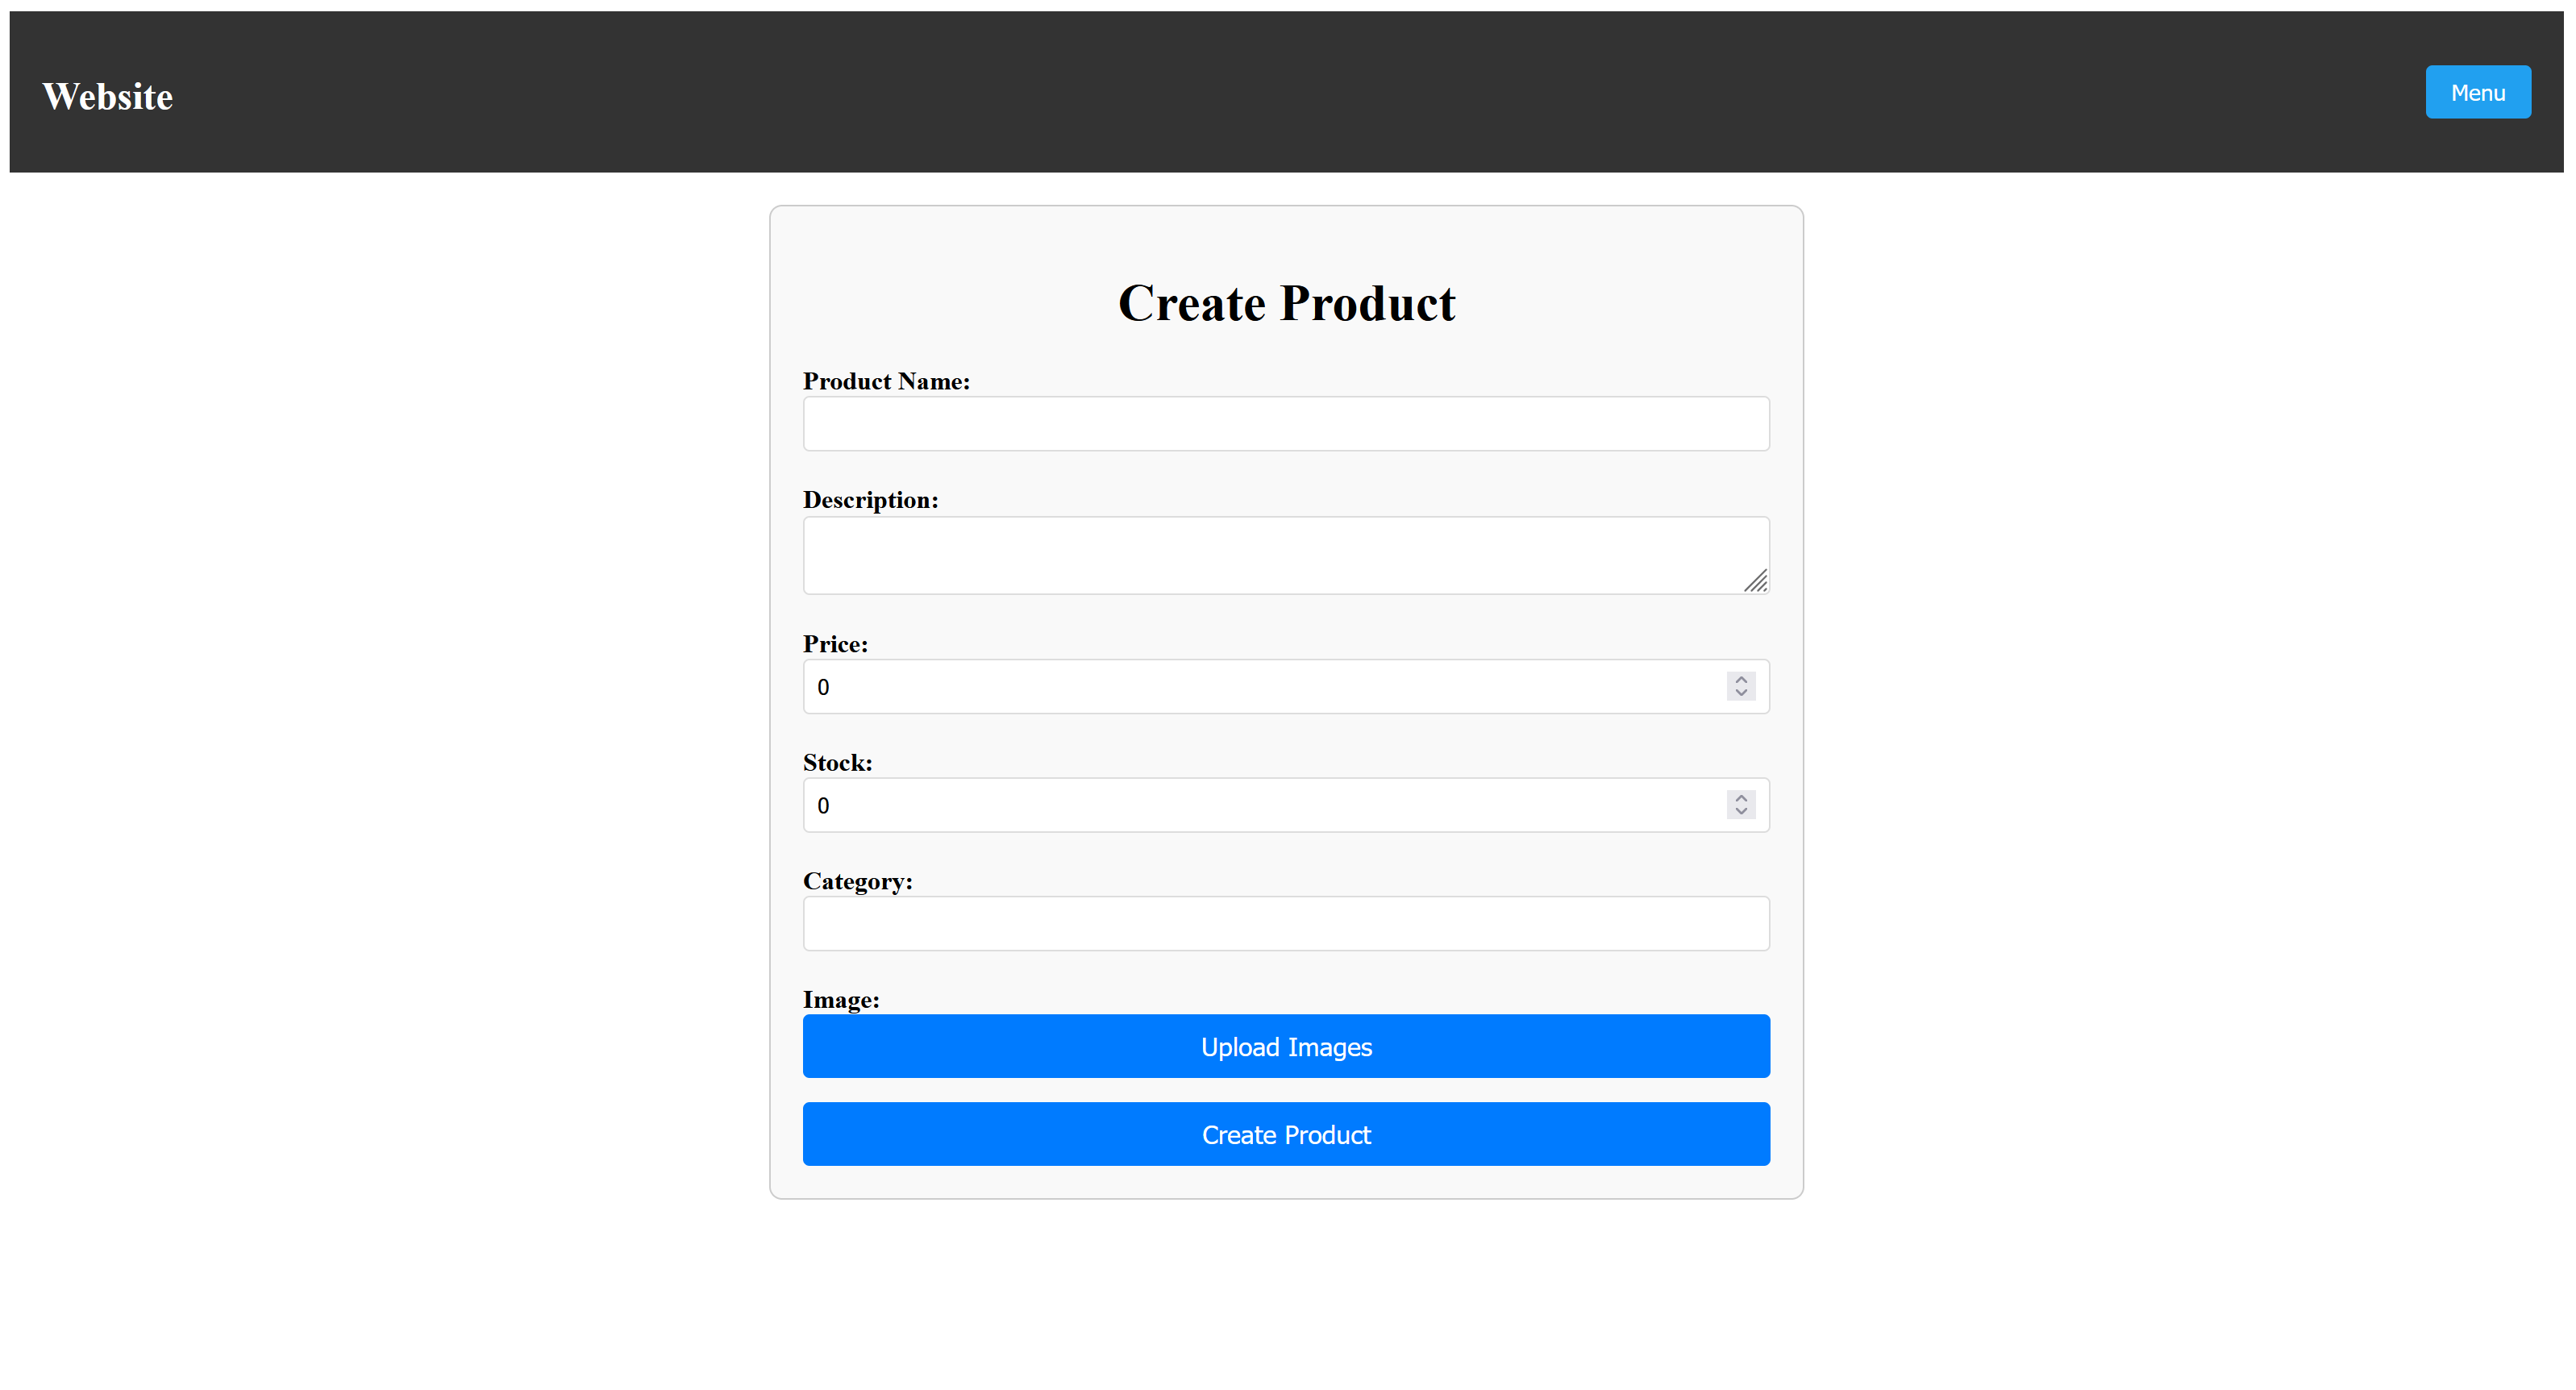 Website
Menu
Create Product
Product Name:
Description:
Price:
0
Stock:
0
Category:
Image:
Upload Images
Create Product